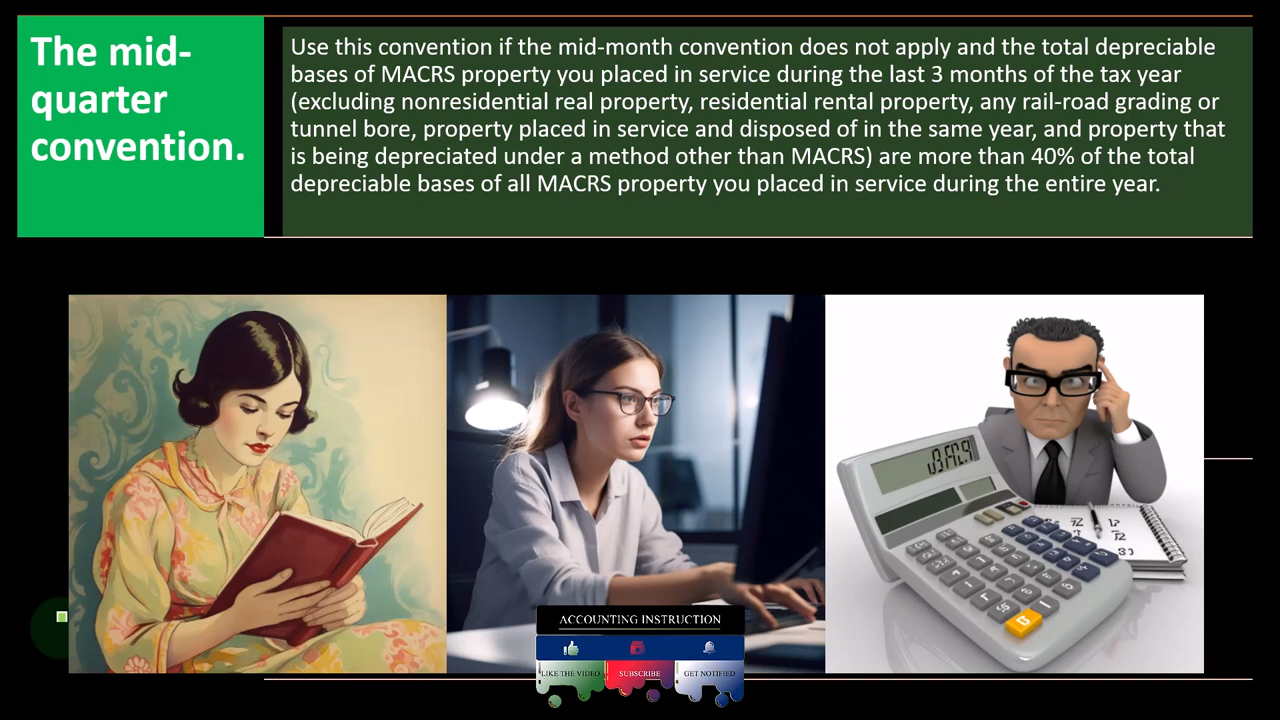 The mid-
quarter
convention.
Use this convention if the mid-month convention does not apply and the total depreciable
bases of MACRS property you placed in service during the last 3 months of the tax year
(excluding nonresidential real property, residential rental property, any rail-road grading or
tunnel bore, property placed in service and disposed of in the same year, and property that
is being depreciated under a method other than MACRS) are more than 40% of the total
depreciable bases of all MACRS property you placed in service during the entire year.
ACCOUNTING INSTRUCTION
LIKE THE VIDEO
SUBSCRIBE
GET NOTIFIED